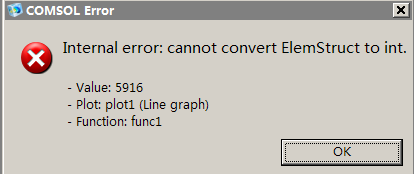 COMSOL Error
Internal error: cannot convert ElemStruct to int.
- Value: 5916
- Plot: plot1 (Line graph)
- Function: func1
OK